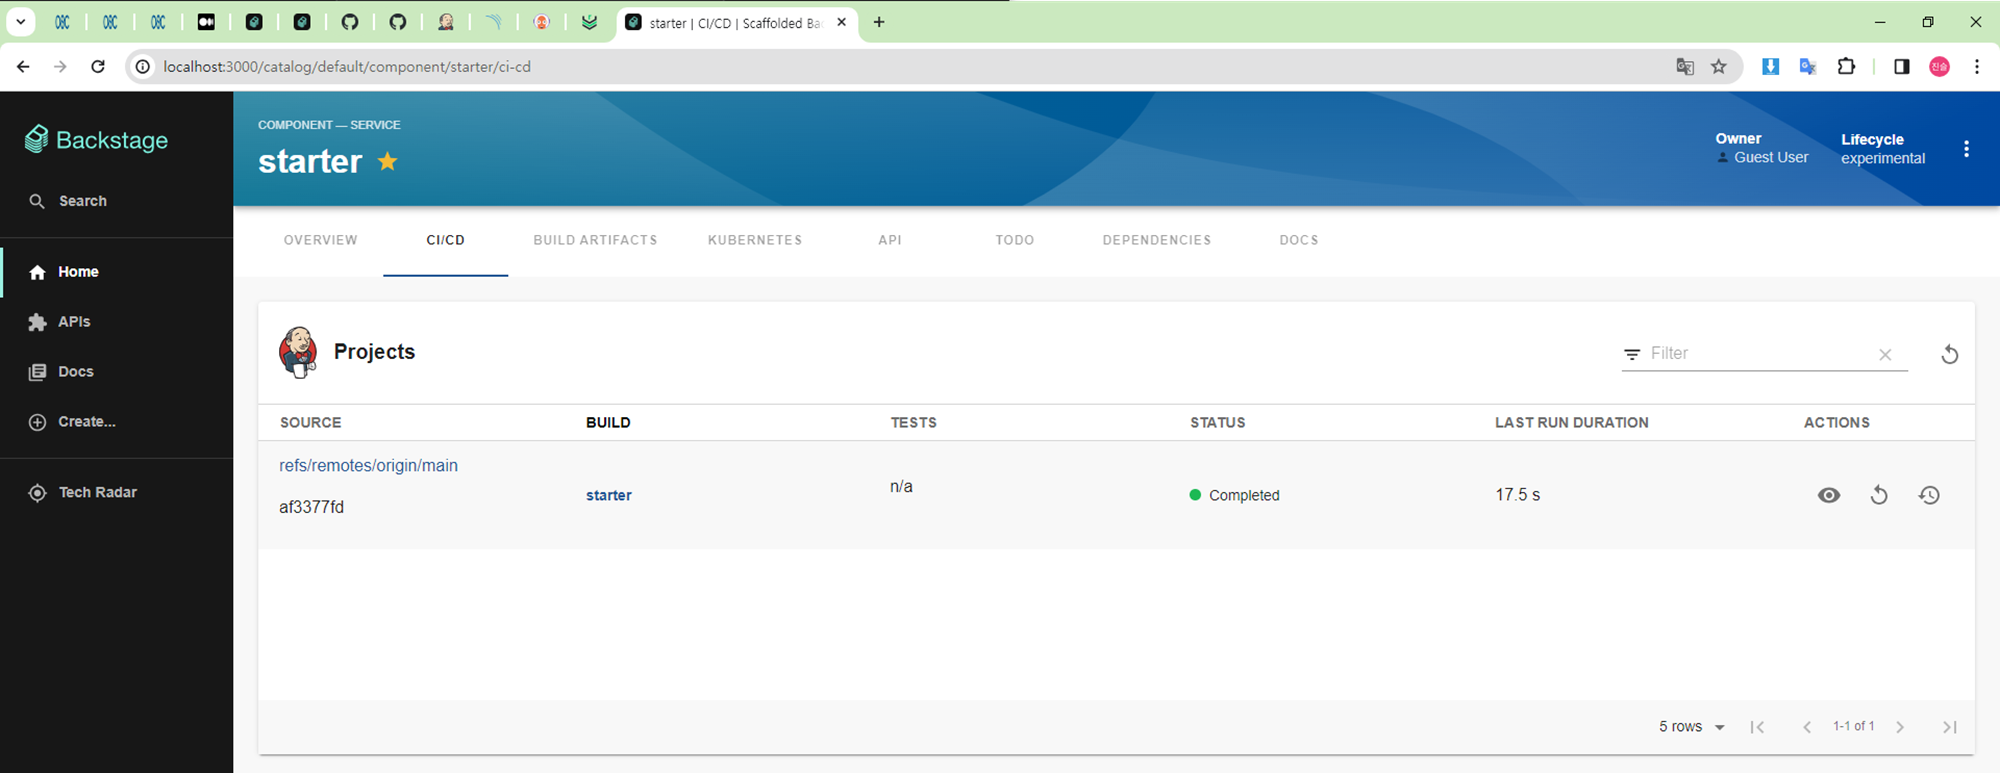 starter | CI/CD | Scaffolded Ba
localhost:3000/catalog/default/component/starter/ci-cd
진솔
Backstage
Search
Home
APIs
Docs
Create...
Tech Radar
COMPONENT — SERVICE
starter
Owner
Guest User
Lifecycle
experimental
OVERVIEW CI/CD BUILD ARTIFACTS KUBERNETES API TODO DEPENDENCIES DOCS
Projects
Filter
SOURCE BUILD TESTS STATUS LAST RUN DURATION ACTIONS
refs/remotes/origin/main
af3377fd
starter
n/a
Completed
17.5 s
5 rows
1-1 of 1